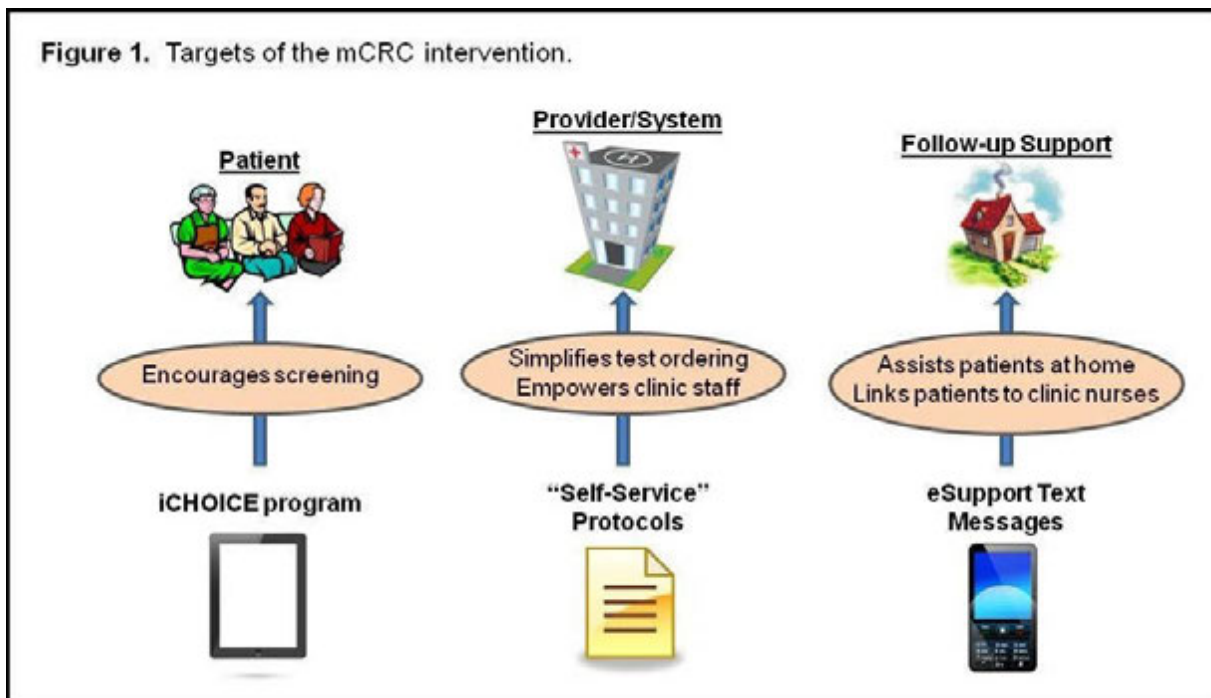 Figure 1. Targets of the mCRC intervention.
Patient
Provider/System
Follow-up Support
H
Encourages screening
Simplifies test ordering
Empowers clinic staff
Assists patients at home
Links patients to clinic nurses
iCHOICE program
“Self-Service”
Protocols
eSupport Text
Messages